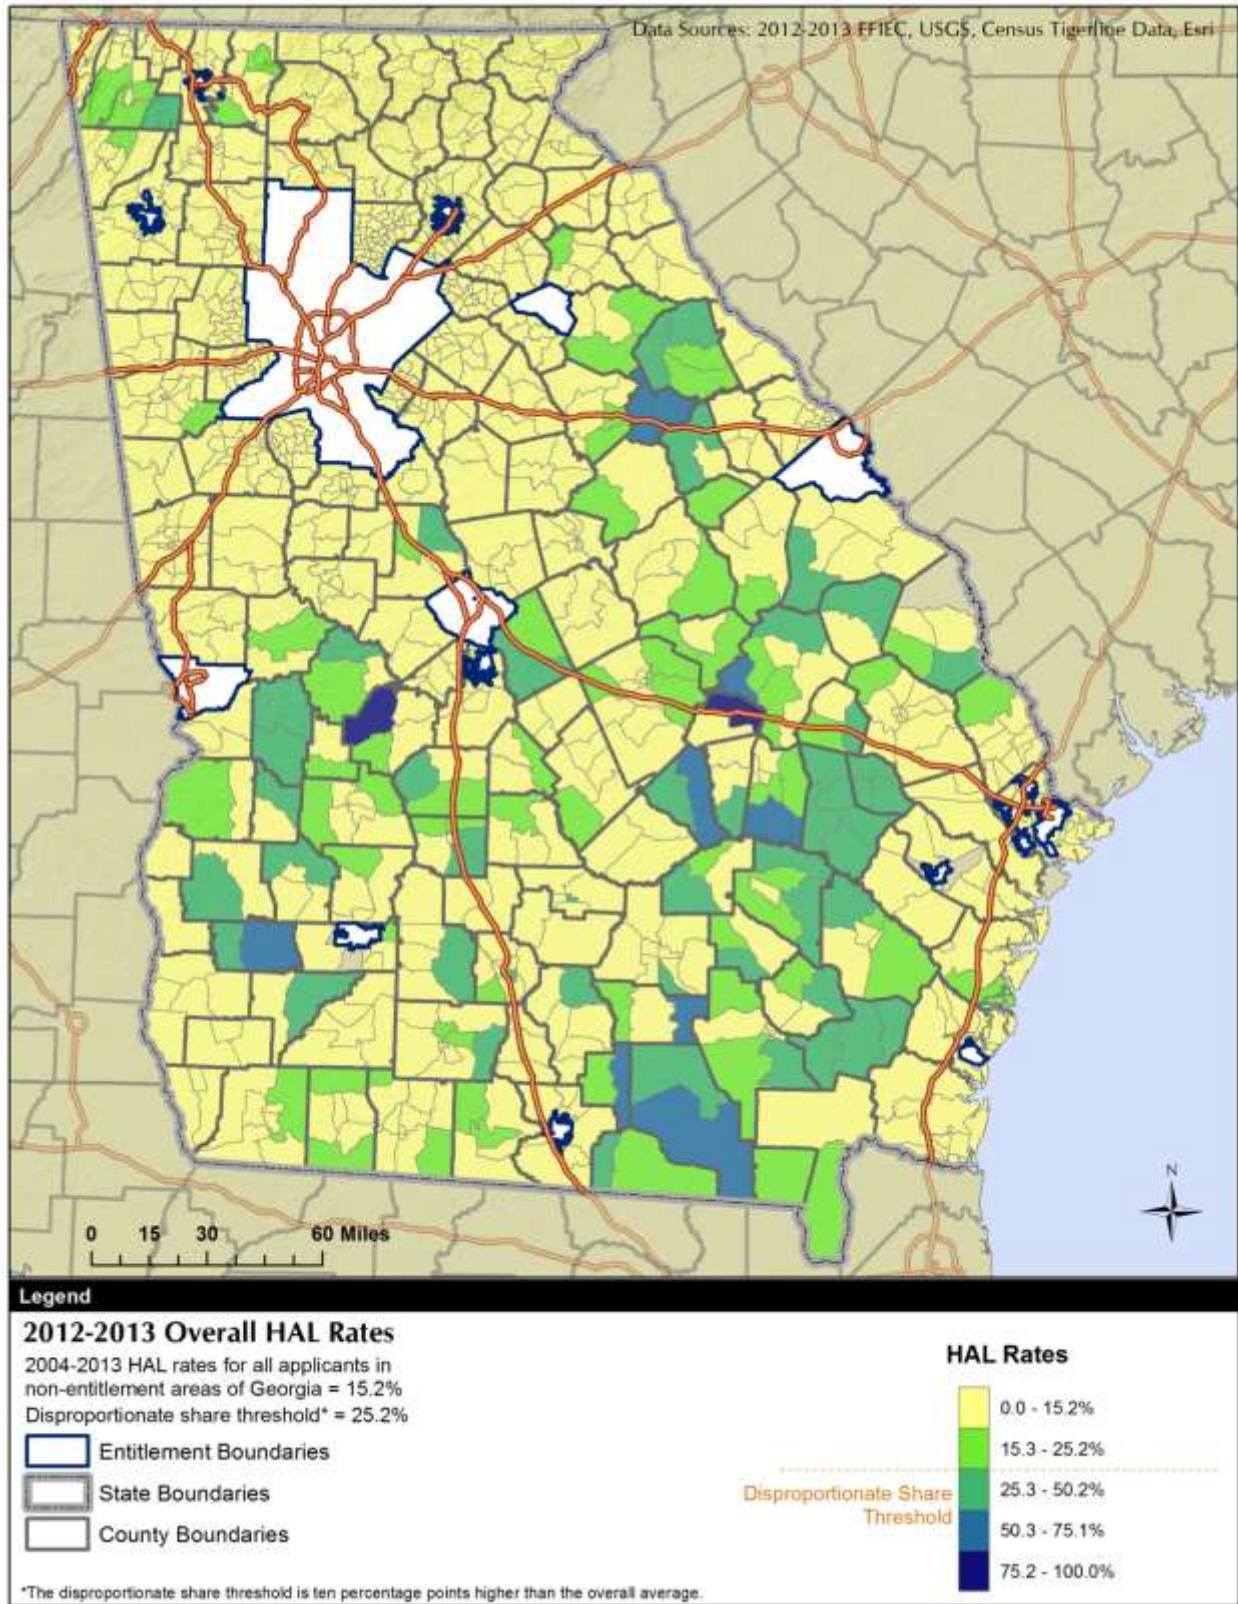 Data Sources: 2012-2013 FFIEC, USGS, Census Tigerline Data, Esri
N
0 15 30 60 Miles
Legend
2012-2013 Overall HAL Rates
2004-2013 HAL rates for all applicants in
non-entitlement areas of Georgia = 15.2%
Disproportionate share threshold* = 25.2%
Entitlement Boundaries
State Boundaries
County Boundaries
*The disproportionate share threshold is ten percentage points higher than the overall average.
HAL Rates
0.0 - 15.2%
15.3 - 25.2%
Disproportionate Share
Threshold
25.3 - 50.2%
50.3 - 75.1%
75.2 - 100.0%